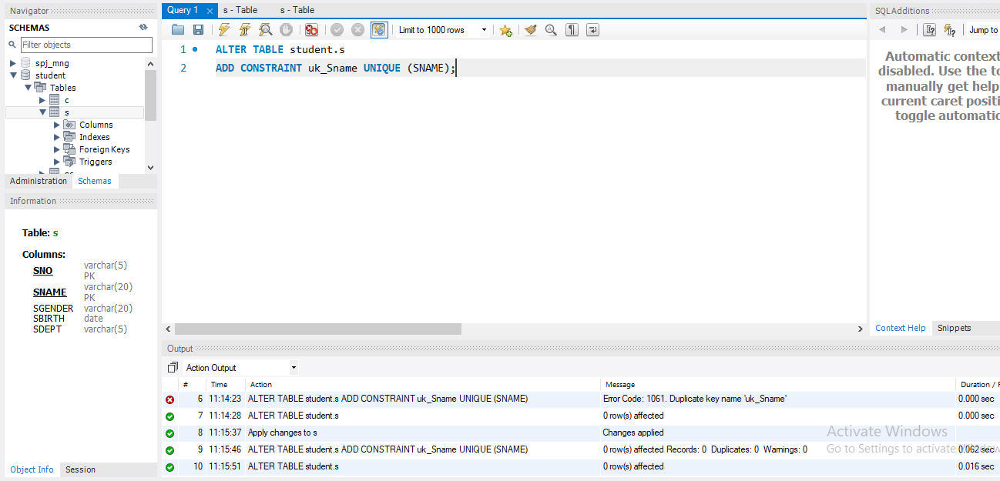 Navigator
SCHEMAS
Filter objects
spj_mng
student
Tables
c
s
Columns
Indexes
Foreign Keys
Triggers
Administration Schemas
Information
Table: s
Columns:
SNO varchar(5)
PK
SNAME varchar(20)
PK
SGENDER varchar(20)
SBIRTH date
SDEPT varchar(5)
Object Info Session
Query 1 s - Table s - Table
Limit to 1000 rows
1 ALTER TABLE student.s
2 ADD CONSTRAINT uk_Sname UNIQUE (SNAME);
Output
Action Output
# Time Action Message Duration /
6 11:14:23 ALTER TABLE student.s ADD CONSTRAINT uk_Sname UNIQUE (SNAME) Error Code: 1061. Duplicate key name 'uk_Sname' 0.000 sec
7 11:14:28 ALTER TABLE student.s 0 row(s) affected 0.000 sec
8 11:15:37 Apply changes to s Changes applied
9 11:15:46 ALTER TABLE student.s ADD CONSTRAINT uk_Sname UNIQUE (SNAME) 0 row(s) affected Records: 0 Duplicates: 0 Warnings: 0 0.062 sec
10 11:15:51 ALTER TABLE student.s 0 row(s) affected 0.016 sec
SQLAdditions
Jump to
Automatic context
disabled. Use the
manually get help
current caret
toggle
Context Help Snippets
Activate Windows
Go to Settings to activate